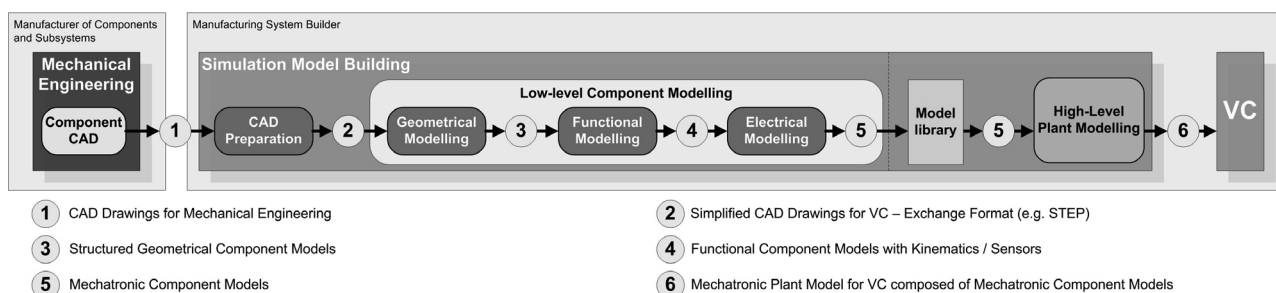 Manufacturer of Components
and Subsystems
Manufacturing System Builder
Mechanical
Engineering
Simulation Model Building
Low-level Component Modelling
Component
CAD
1
CAD
Preparation
2
Geometrical
Modelling
3
Functional
Modelling
4
Electrical
Modelling
5
Model
library
5
High-Level
Plant Modelling
6
VC
1 CAD Drawings for Mechanical Engineering
2 Simplified CAD Drawings for VC – Exchange Format (e.g. STEP)
3 Structured Geometrical Component Models
4 Functional Component Models with Kinematics / Sensors
5 Mechatronic Component Models
6 Mechatronic Plant Model for VC composed of Mechatronic Component Models